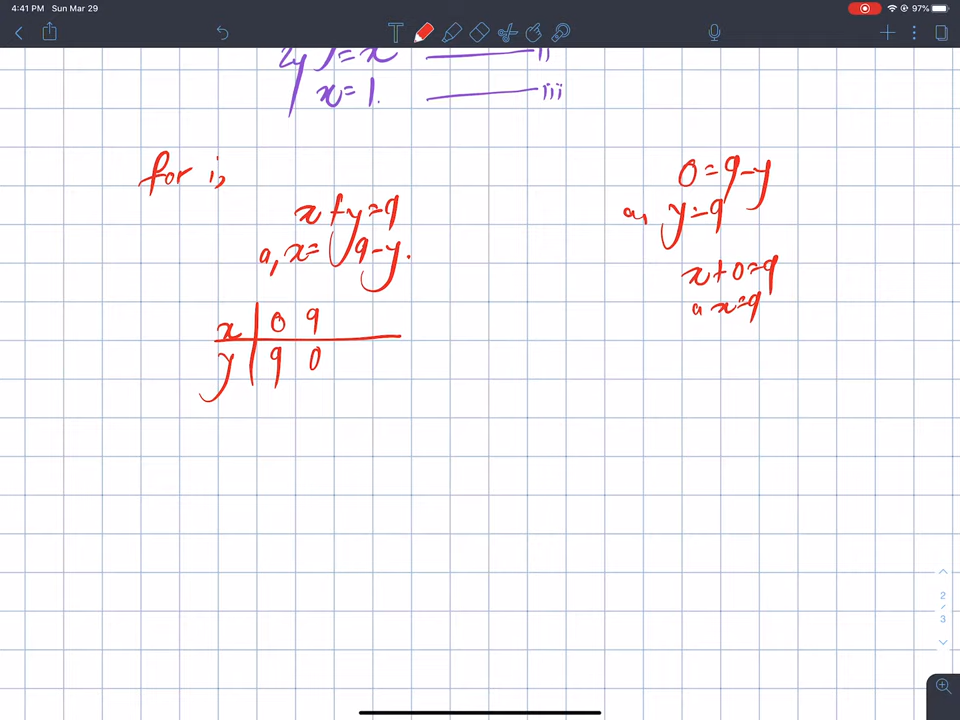 4:41 PM Sun Mar 29
97%
2y = x ii
x = 1. iii
for i,
x + y = 9
a, x = 9 - y.
x 0 9
y 9 0
0 = 9 - y
a, y = 9
x + 0 = 9
a x = 9
T
2
/
3